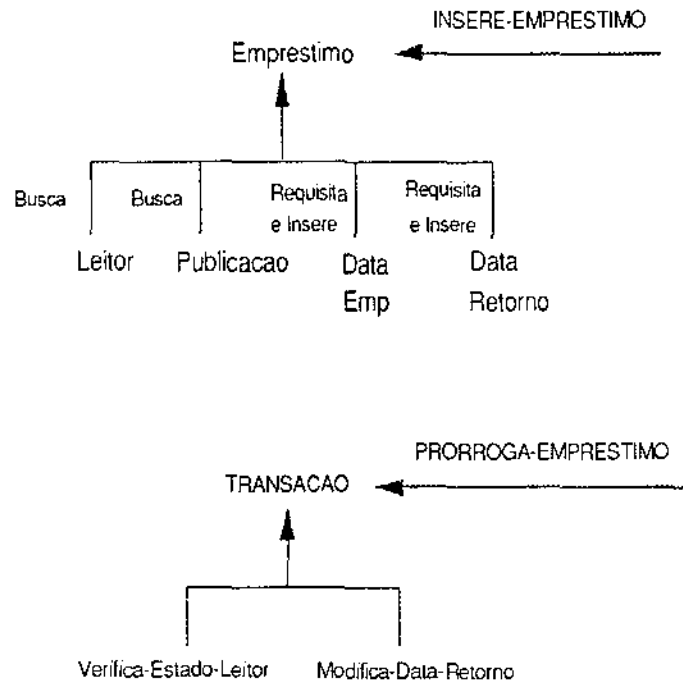 INSERE-EMPRESTIMO
Emprestimo
Busca Busca Requisita Requisita
e Insere e Insere
Leitor Publicacao Data Data
Emp Retorno
PRORROGA-EMPRESTIMO
TRANSACAO
Verifica-Estado-Leitor Modifica-Data-Retorno